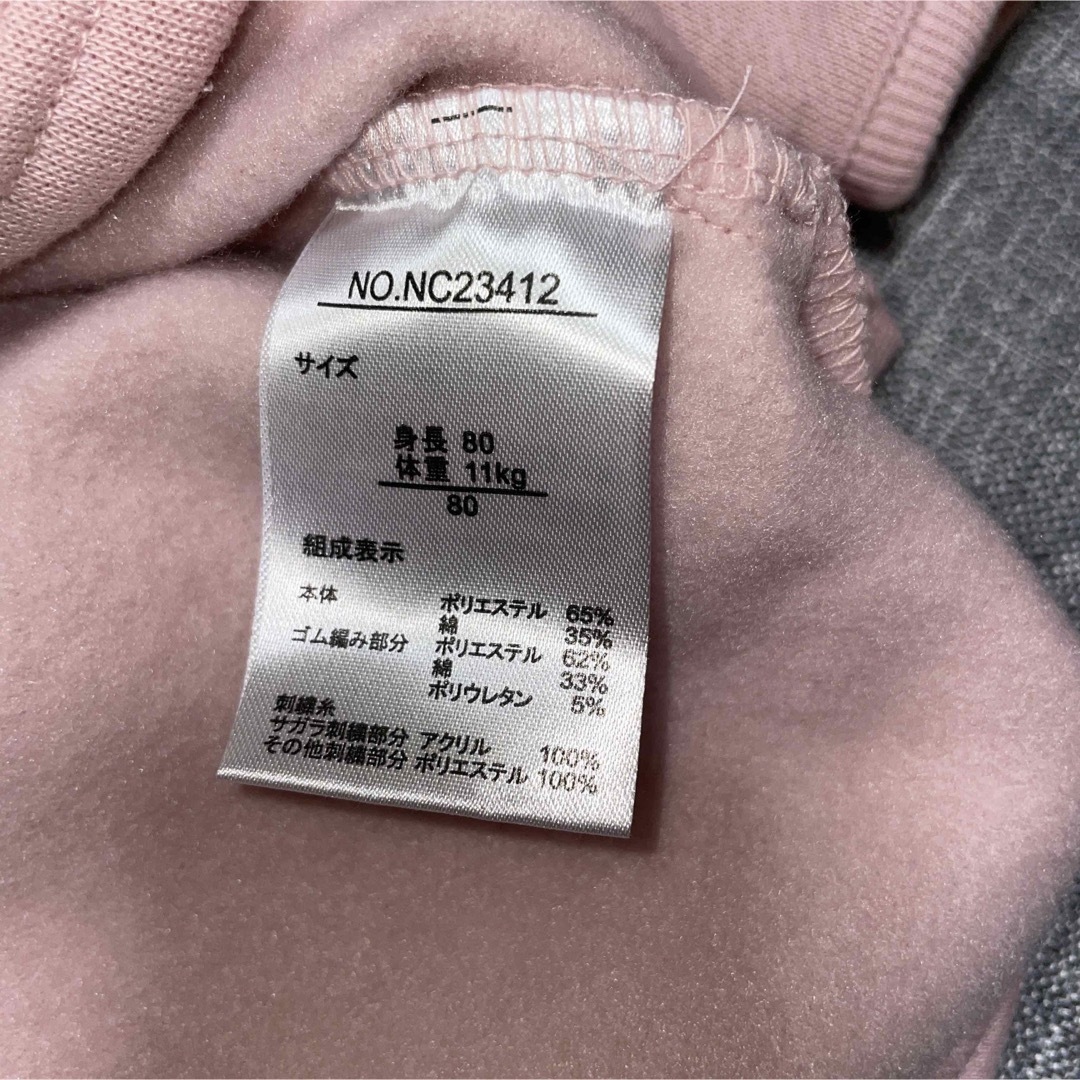 NO.NC23412
サイズ
身長 80
体重 11kg
80
組成表示
本体 ポリエステル 65%
綿 35%
ゴム編み部分 ポリエステル 62%
綿 33%
ポリウレタン 5%
刺繍糸
サガラ刺繍部分 アクリル 100%
その他刺繍部分 ポリエステル 100%